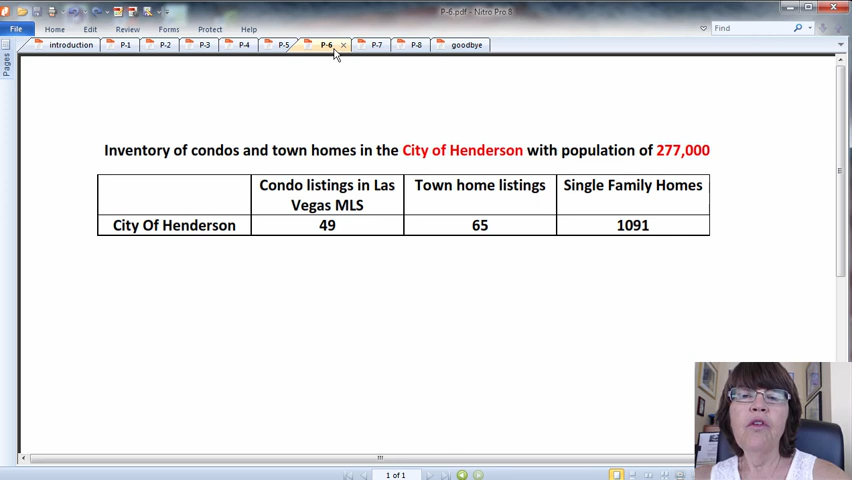 P-6.pdf - Nitro Pro 8
File Home Edit Review Forms Protect Help
Find
introduction P-1 P-2 P-3 P-4 P-5 P-6 P-7 P-8 goodbye
Pages
Inventory of condos and town homes in the City of Henderson with population of 277,000
Condo listings in Las Vegas MLS Town home listings Single Family Homes
City Of Henderson 49 65 1091
1 of 1